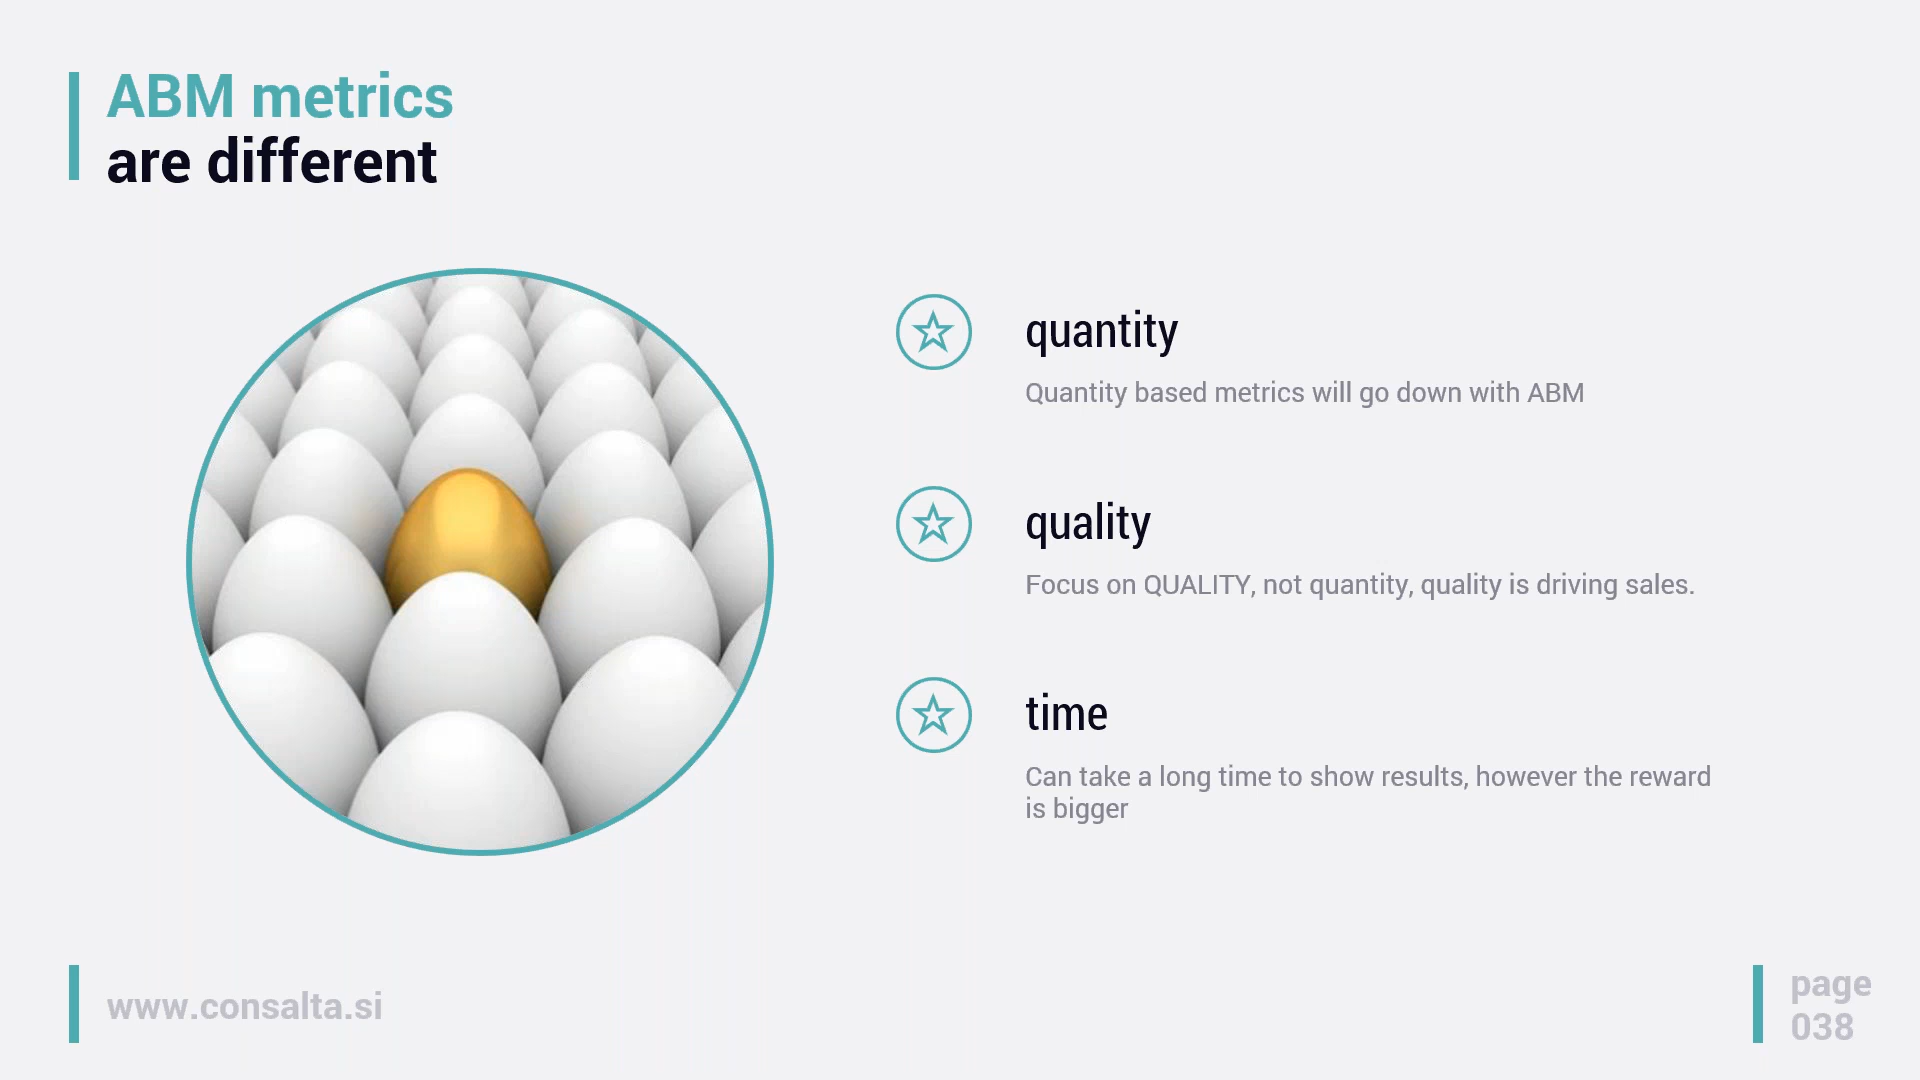 ABM metrics
are different
quantity
Quantity based metrics will go down with ABM
quality
Focus on QUALITY, not quantity, quality is driving sales.
time
Can take a long time to show results, however the reward
is bigger
www.consalta.si
page
038